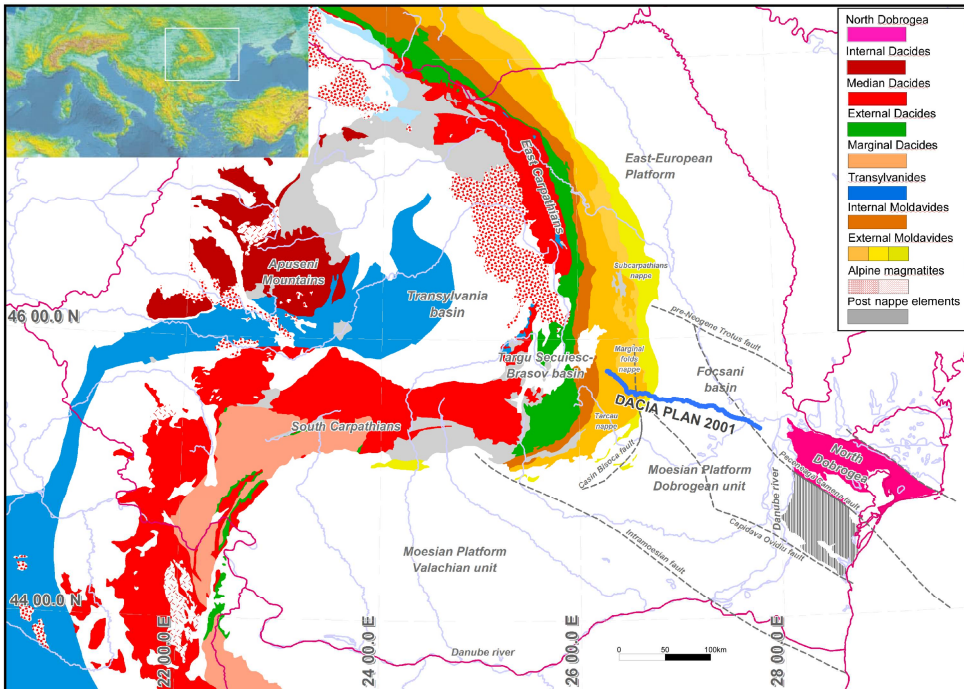 North Dobrogea
Internal Dacides
Median Dacides
External Dacides
Marginal Dacides
Transylvanides
Internal Moldavides
External Moldavides
Alpine magmatites
Post nappe elements
East-European
Platform
East Carpathians
Apuseni
Mountains
Subcarpathians
nappe
Transylvania
basin
pre-Neogene Trotus fault
46 00.0 N
Marginal
folds
nappe
Targu Secuiesc-
Brasov basin
Focsani
basin
DACIA PLAN 2001
Tarcau
nappe
South Carpathians
North
Dobrogea
Casin Bisoca fault
Moesian Platform
Dobrogean unit
Peceneaga Camena fault
Danube river
Capidava Ovidiu fault
Intramoesian fault
Moesian Platform
Valachian unit
44 00.0 N
22 00.0 E
24 00.0 E
26 00.0 E
28 00.0 E
Danube river
0 50 100km